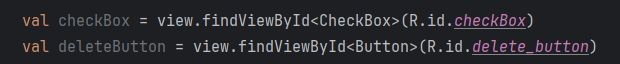 val checkBox = view.findViewById<CheckBox>(R.id.checkBox)
val deleteButton = view.findViewById<Button>(R.id.delete_button)